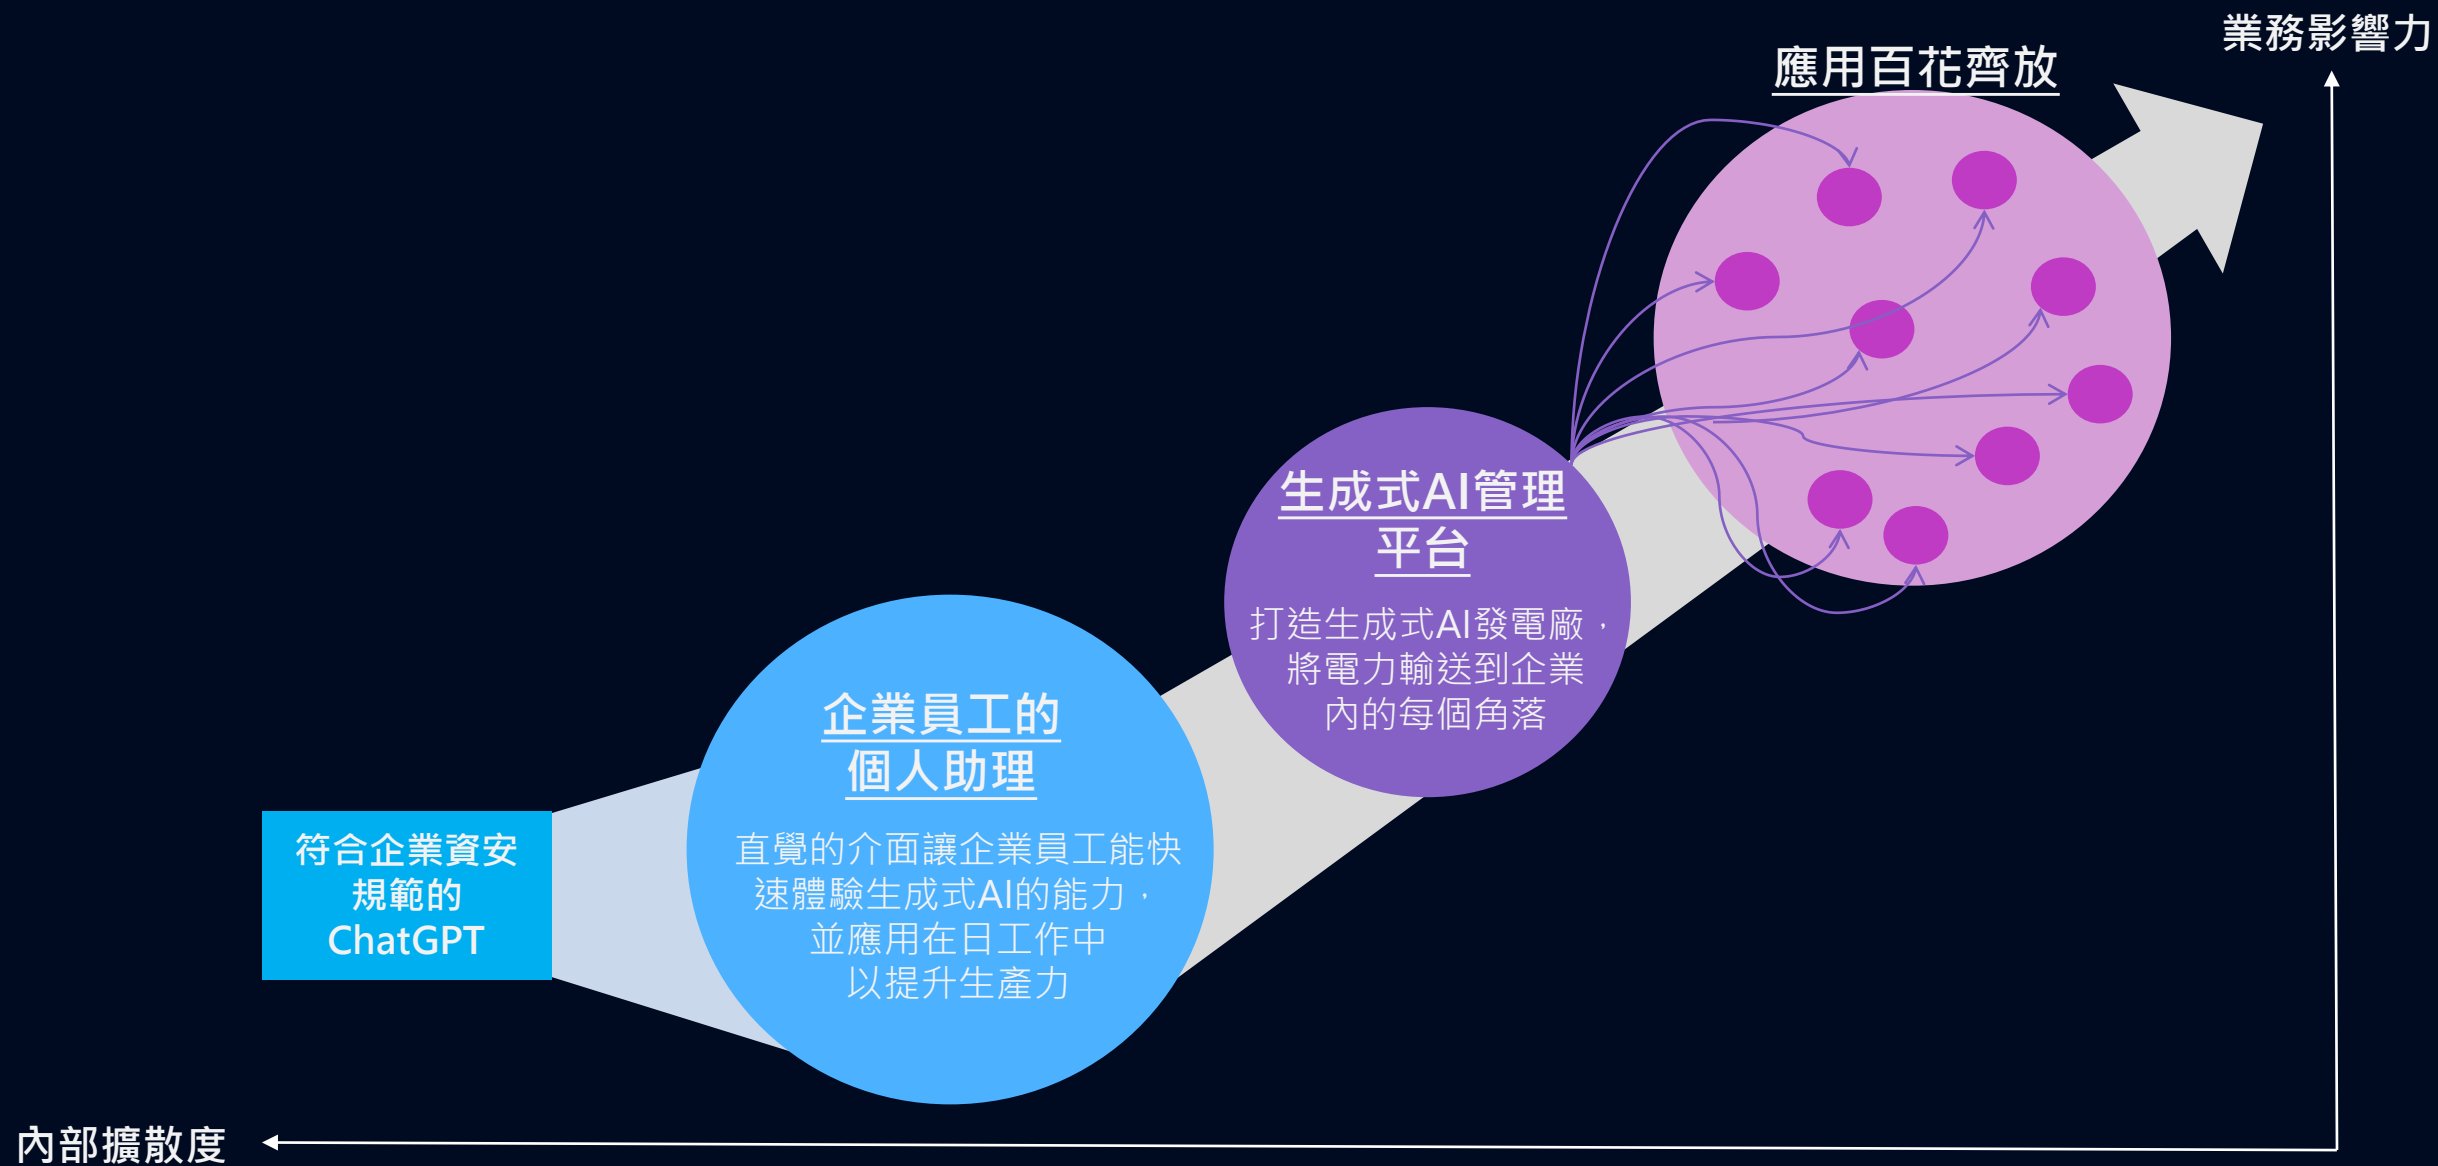 業務影響力
應用百花齊放
生成式AI管理
平台
打造生成式AI發電廠，
將電力輸送到企業
內的每個角落
企業員工的
個人助理
直覺的介面讓企業員工能快
速體驗生成式AI的能力，
並應用在日工作中
以提升生產力
符合企業資安
規範的
ChatGPT
內部擴散度